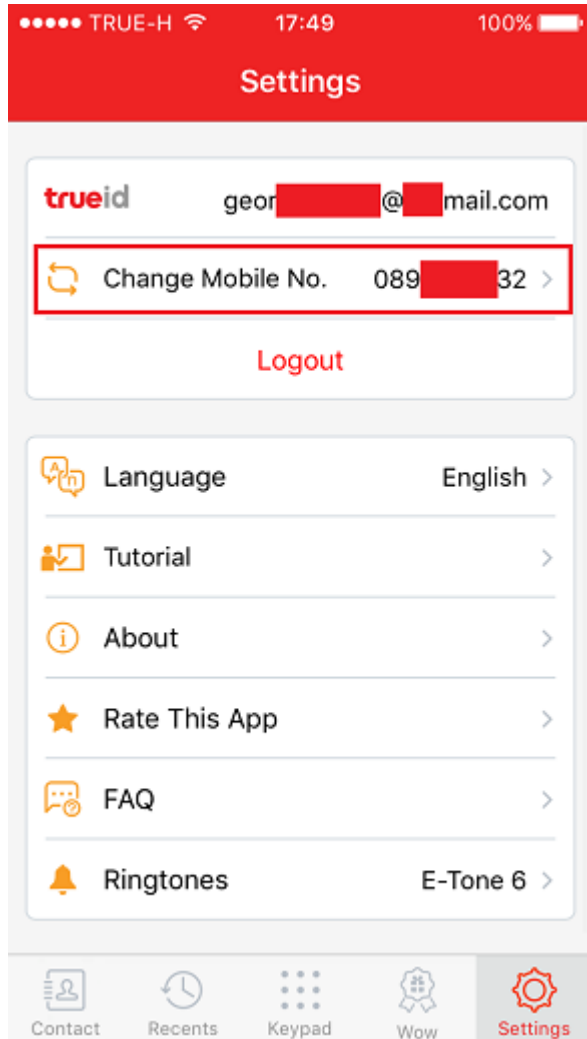 TRUE-H 17:49 100%
Settings
trueid geor @ mail.com
Change Mobile No. 089 32
Logout
Language English
Tutorial
About
Rate This App
FAQ
Ringtones E-Tone 6
Contact Recents Keypad Wow Settings